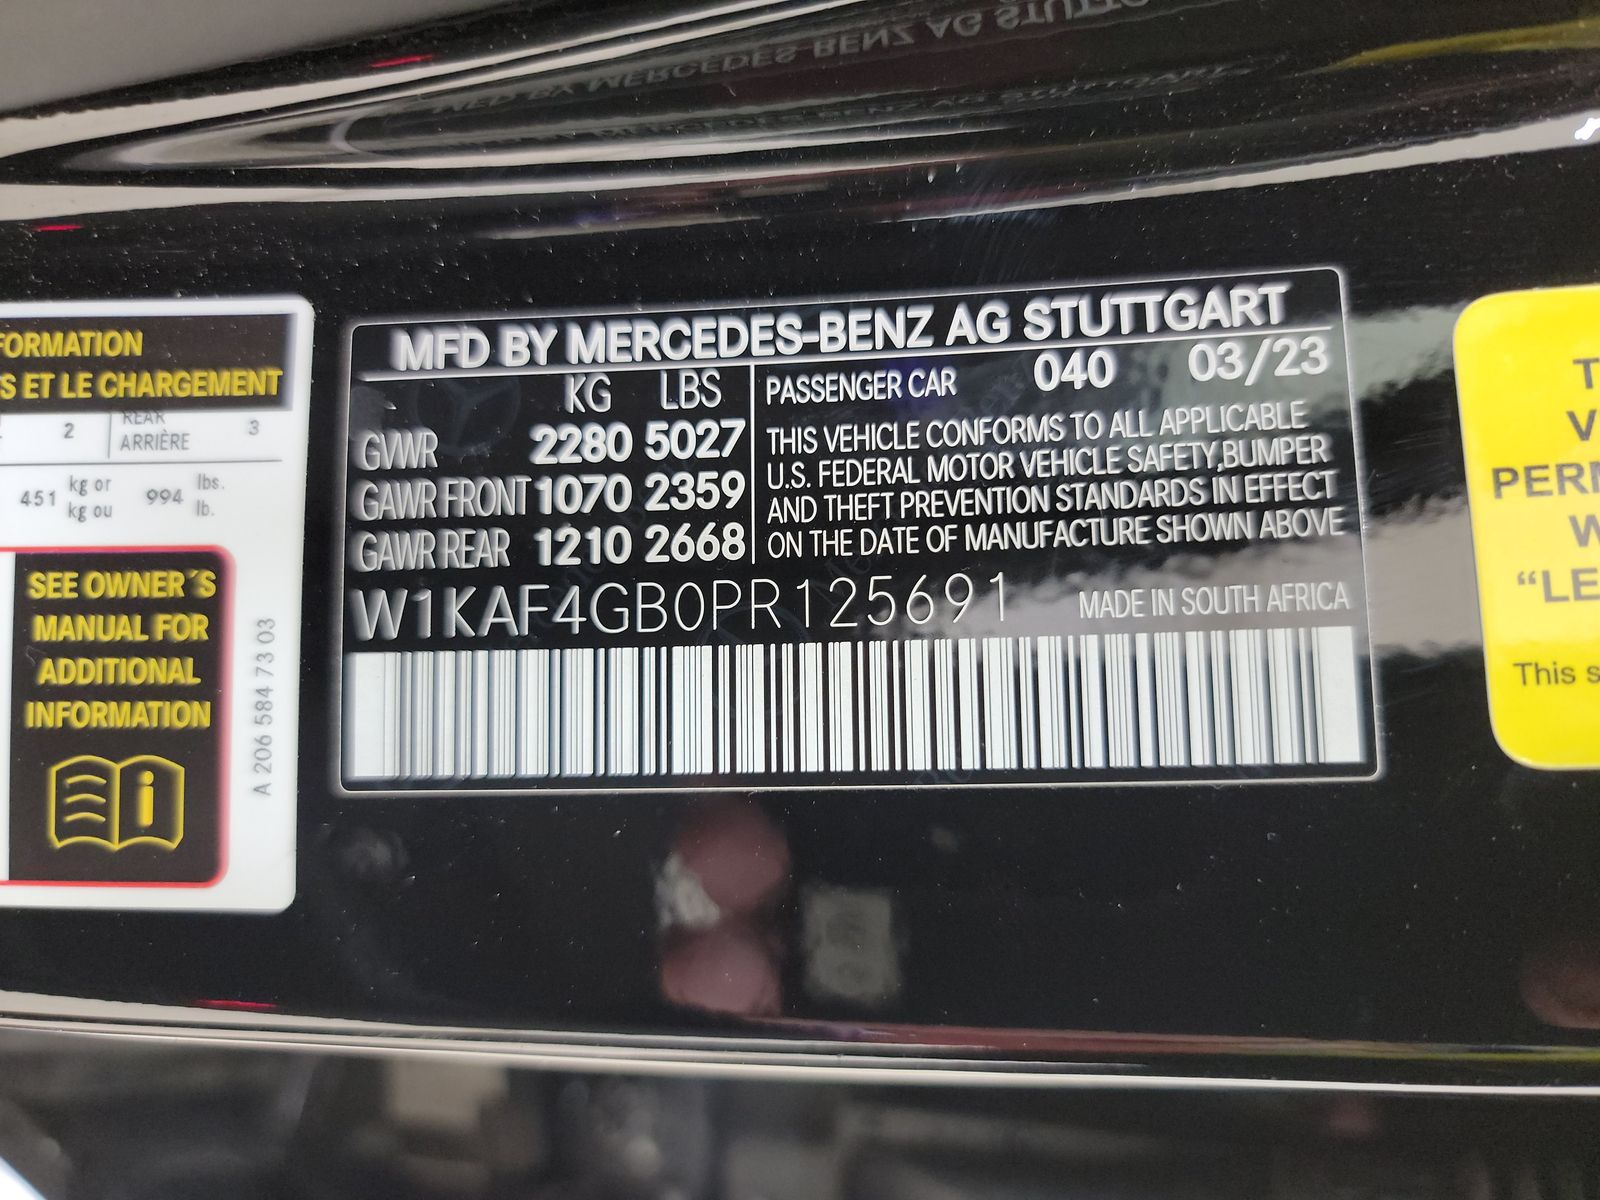 FORMATION
S ET LE CHARGEMENT
2 REAR ARRIÈRE 3
451 kg or kg ou 994 lbs. lb.
SEE OWNER´S
MANUAL FOR
ADDITIONAL
INFORMATION
A 206 584 73 03
MFD BY MERCEDES-BENZ AG STUTTGART
KG LBS
GVWR 2280 5027
GAWR FRONT 1070 2359
GAWR REAR 1210 2668
PASSENGER CAR 040 03/23
THIS VEHICLE CONFORMS TO ALL APPLICABLE
U.S. FEDERAL MOTOR VEHICLE SAFETY,BUMPER
AND THEFT PREVENTION STANDARDS IN EFFECT
ON THE DATE OF MANUFACTURE SHOWN ABOVE
W1KAF4GB0PR125691 MADE IN SOUTH AFRICA
T
V
PERM
W
“LE
This s